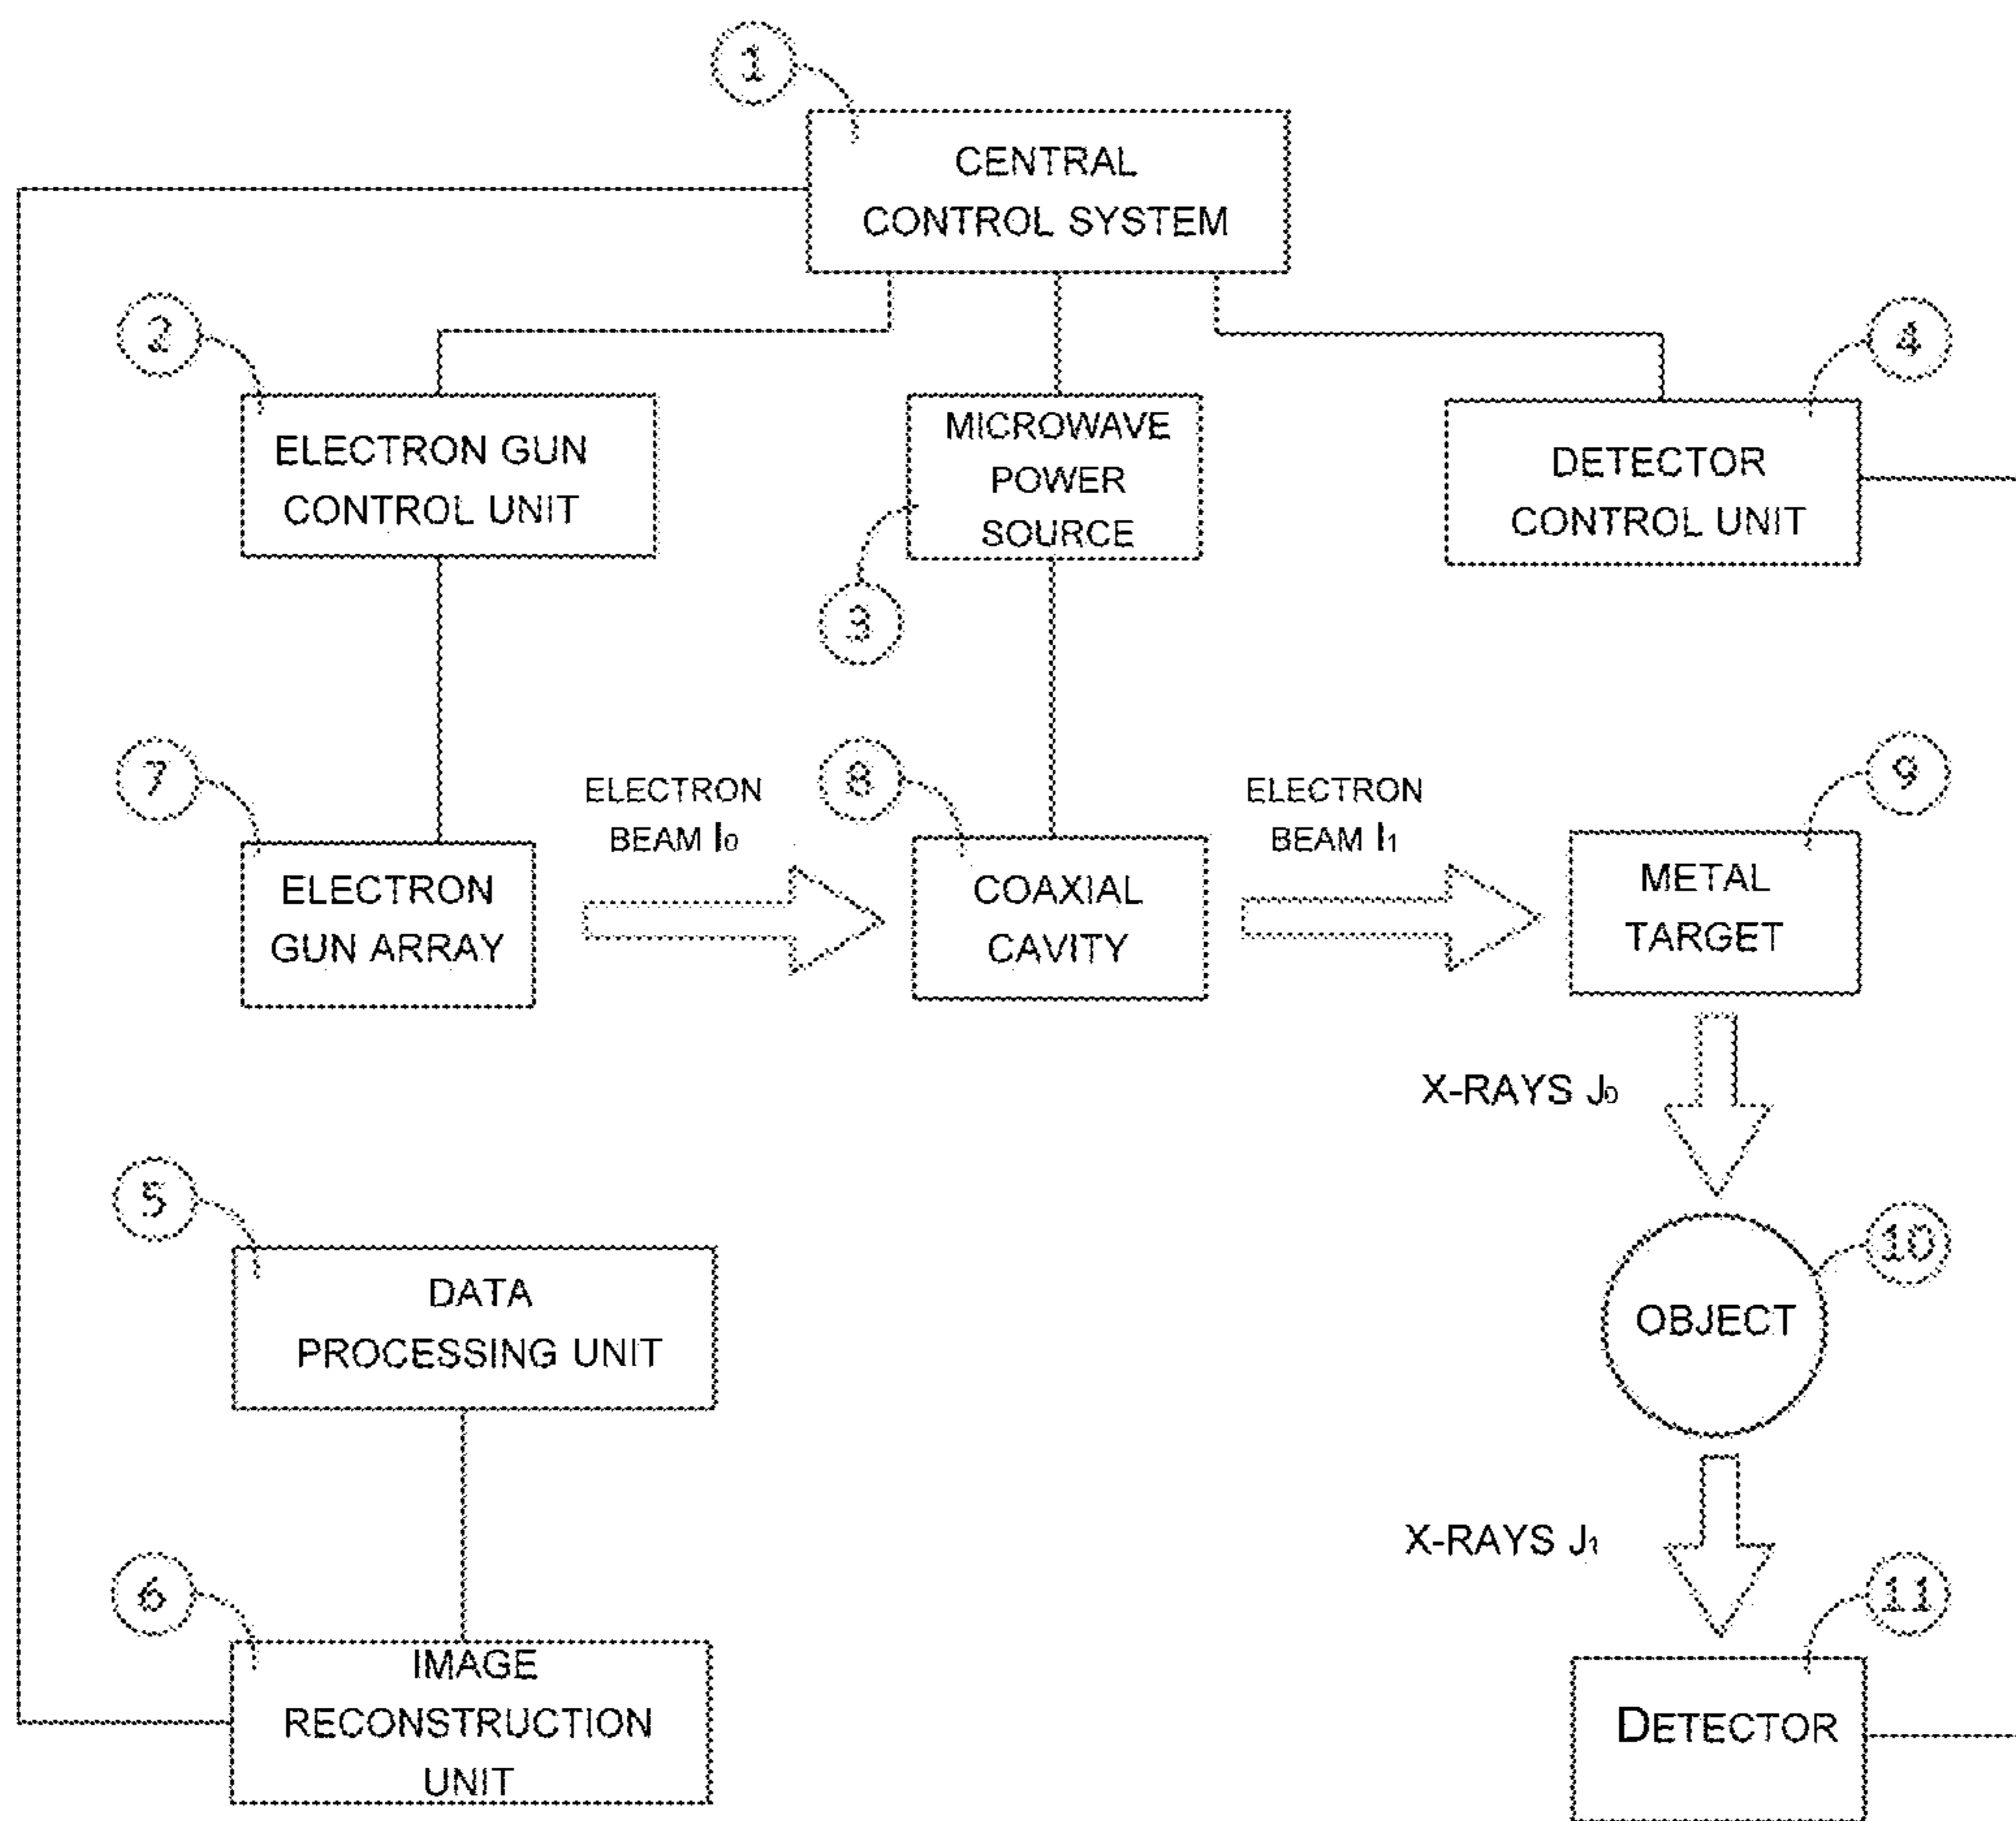 1
CENTRAL
CONTROL SYSTEM
2
ELECTRON GUN
CONTROL UNIT
MICROWAVE
POWER
SOURCE
3
4
DETECTOR
CONTROL UNIT
7
ELECTRON
GUN ARRAY
ELECTRON
BEAM I₀
8
COAXIAL
CAVITY
ELECTRON
BEAM I₁
9
METAL
TARGET
X-RAYS J₀
5
DATA
PROCESSING UNIT
10
OBJECT
X-RAYS J₁
6
IMAGE
RECONSTRUCTION
UNIT
11
DETECTOR